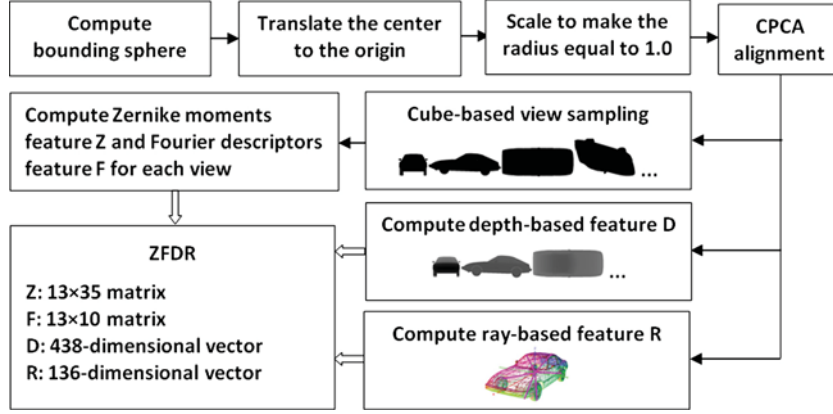 Compute
bounding sphere
Translate the center
to the origin
Scale to make the
radius equal to 1.0
CPCA
alignment
Compute Zernike moments
feature Z and Fourier descriptors
feature F for each view
Cube-based view sampling
...
Compute depth-based feature D
...
ZFDR
Z: 13×35 matrix
F: 13×10 matrix
D: 438-dimensional vector
R: 136-dimensional vector
Compute ray-based feature R